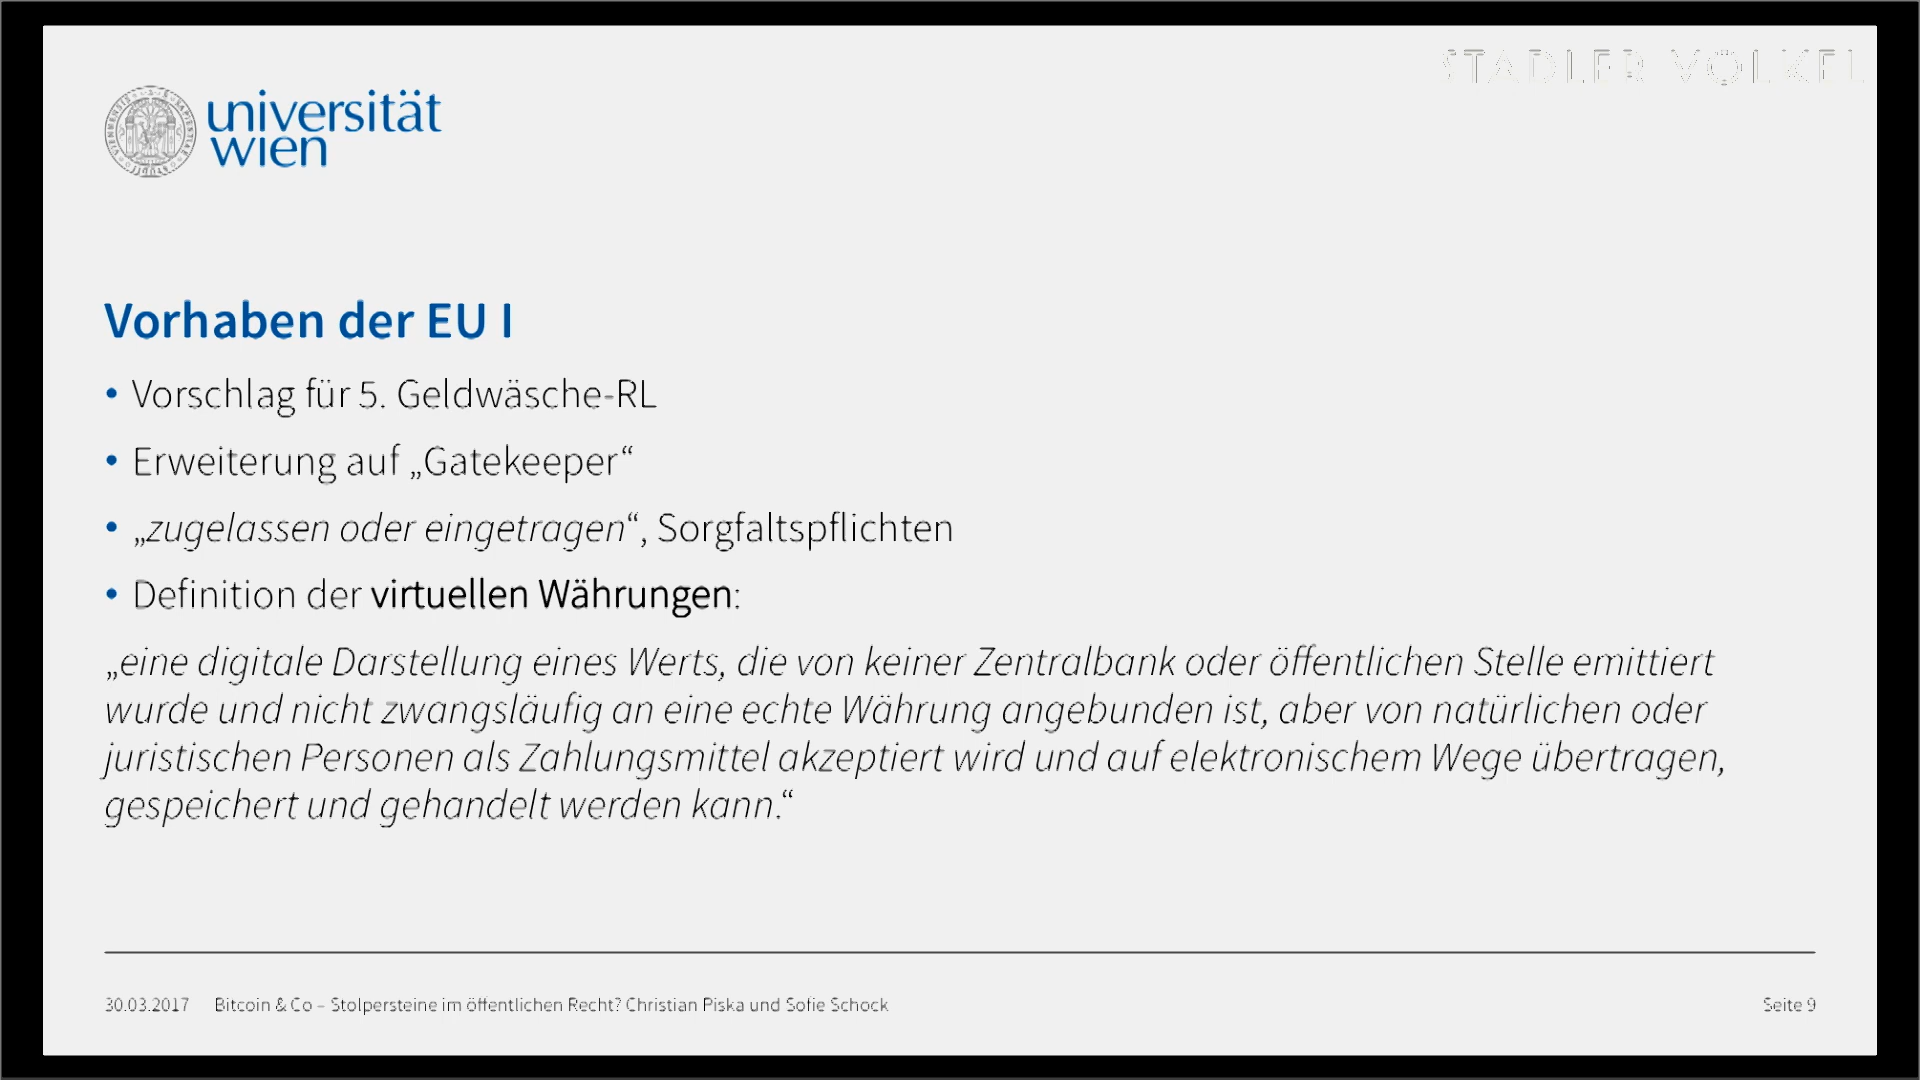 STADLER VÖLKEL
universität
wien
Vorhaben der EU I
• Vorschlag für 5. Geldwäsche-RL
• Erweiterung auf „Gatekeeper“
• „zugelassen oder eingetragen“, Sorgfaltspflichten
• Definition der virtuellen Währungen:
„eine digitale Darstellung eines Werts, die von keiner Zentralbank oder öffentlichen Stelle emittiert
wurde und nicht zwangsläufig an eine echte Währung angebunden ist, aber von natürlichen oder
juristischen Personen als Zahlungsmittel akzeptiert wird und auf elektronischem Wege übertragen,
gespeichert und gehandelt werden kann.“
30.03.2017 Bitcoin & Co – Stolpersteine im öffentlichen Recht? Christian Piska und Sofie Schock Seite 9